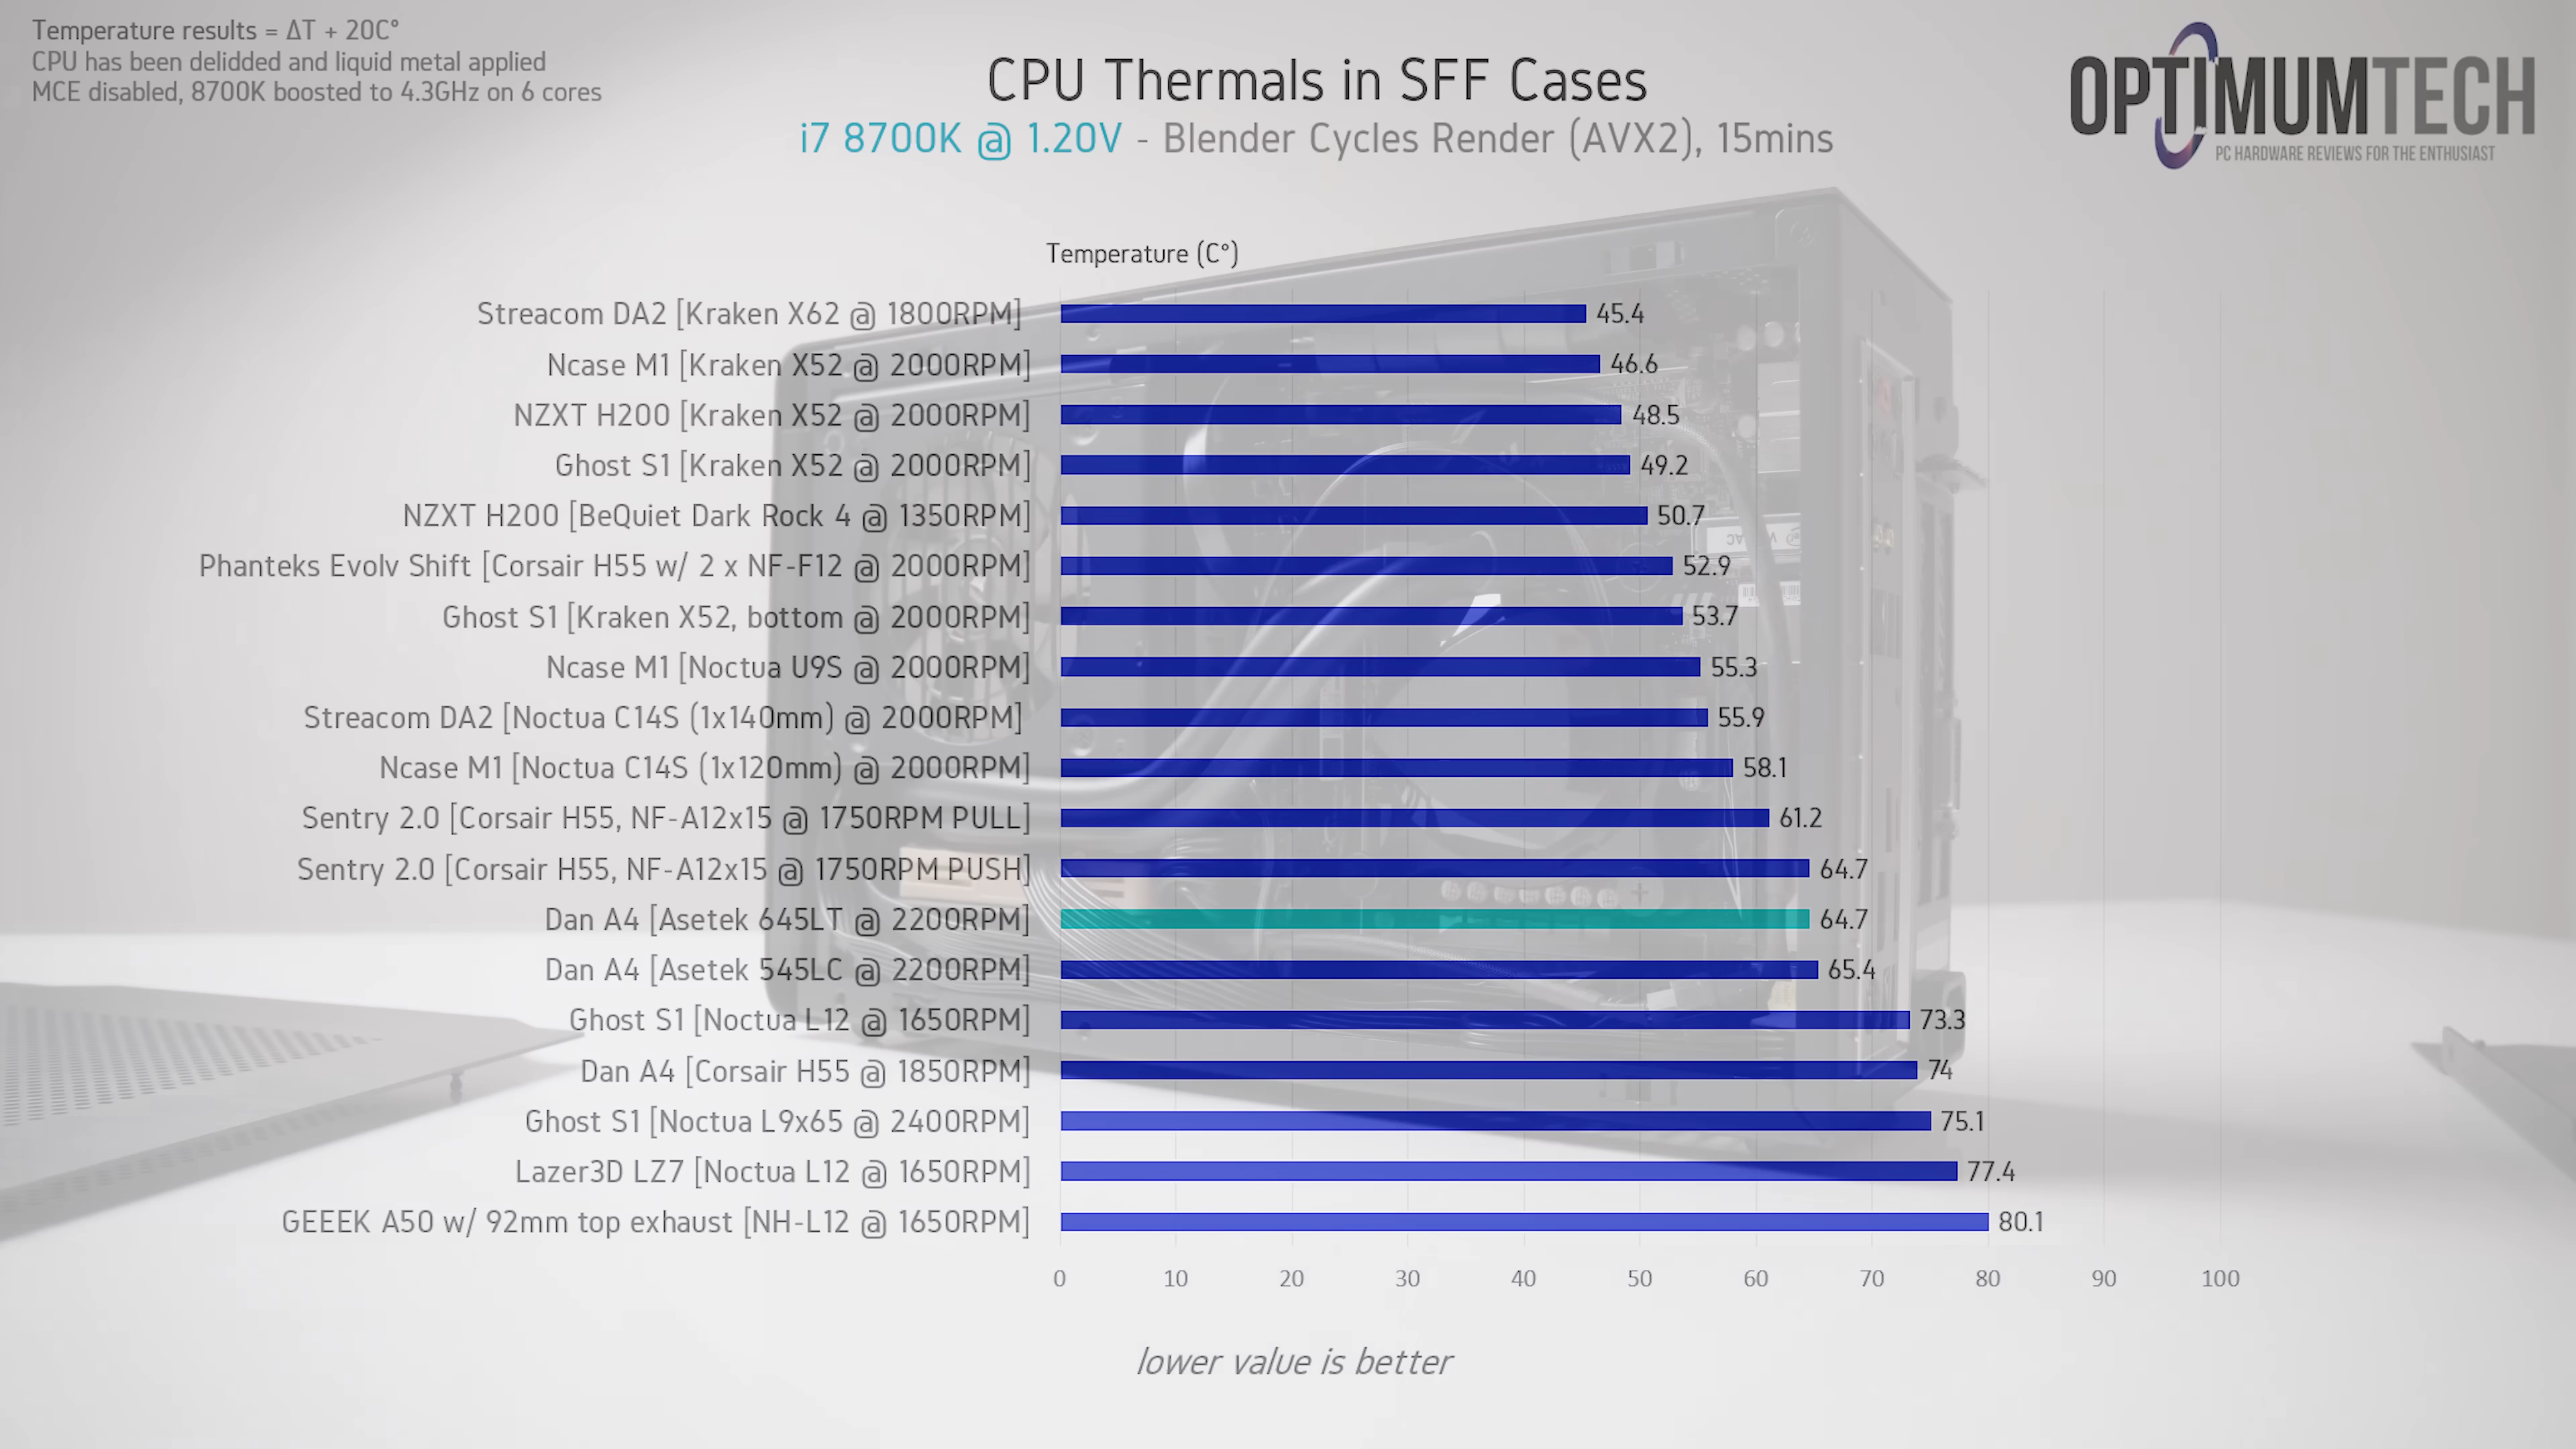 Temperature results = ΔT + 20C°
CPU has been delidded and liquid metal applied
MCE disabled, 8700K boosted to 4.3GHz on 6 cores
CPU Thermals in SFF Cases
i7 8700K @ 1.20V - Blender Cycles Render (AVX2), 15mins
OPTIMUMTECH
PC HARDWARE REVIEWS FOR THE ENTHUSIAST
Temperature (C°)
Streacom DA2 [Kraken X62 @ 1800RPM] 45.4
Ncase M1 [Kraken X52 @ 2000RPM] 46.6
NZXT H200 [Kraken X52 @ 2000RPM] 48.5
Ghost S1 [Kraken X52 @ 2000RPM] 49.2
NZXT H200 [BeQuiet Dark Rock 4 @ 1350RPM] 50.7
Phanteks Evolv Shift [Corsair H55 w/ 2 x NF-F12 @ 2000RPM] 52.9
Ghost S1 [Kraken X52, bottom @ 2000RPM] 53.7
Ncase M1 [Noctua U9S @ 2000RPM] 55.3
Streacom DA2 [Noctua C14S (1x140mm) @ 2000RPM] 55.9
Ncase M1 [Noctua C14S (1x120mm) @ 2000RPM] 58.1
Sentry 2.0 [Corsair H55, NF-A12x15 @ 1750RPM PULL] 61.2
Sentry 2.0 [Corsair H55, NF-A12x15 @ 1750RPM PUSH] 64.7
Dan A4 [Asetek 645LT @ 2200RPM] 64.7
Dan A4 [Asetek 545LC @ 2200RPM] 65.4
Ghost S1 [Noctua L12 @ 1650RPM] 73.3
Dan A4 [Corsair H55 @ 1850RPM] 74
Ghost S1 [Noctua L9x65 @ 2400RPM] 75.1
Lazer3D LZ7 [Noctua L12 @ 1650RPM] 77.4
GEEEK A50 w/ 92mm top exhaust [NH-L12 @ 1650RPM] 80.1
0 10 20 30 40 50 60 70 80 90 100
lower value is better